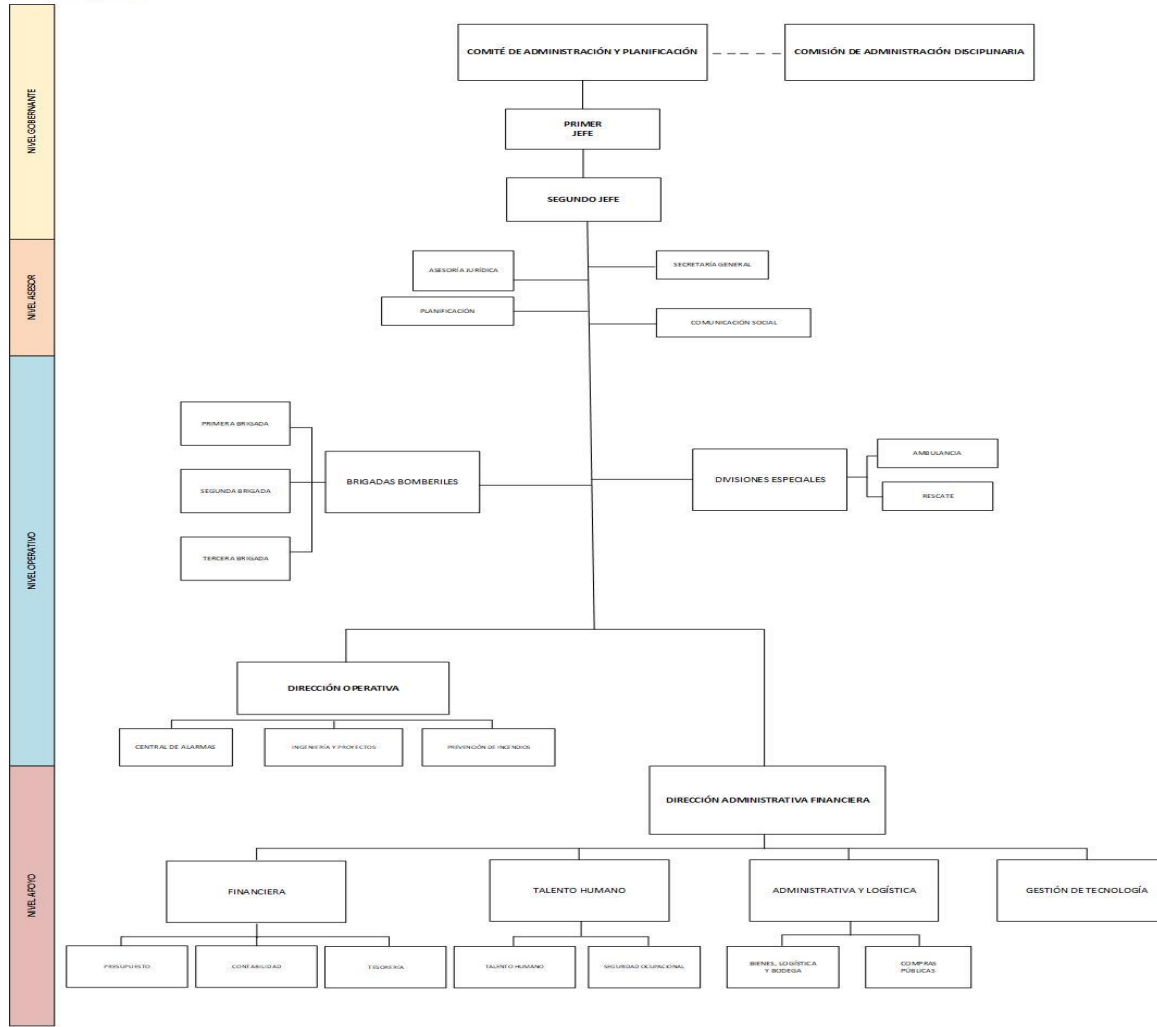 NIVEL GOBERNANTE
COMITÉ DE ADMINISTRACIÓN Y PLANIFICACIÓN
COMISIÓN DE ADMINISTRACIÓN DISCIPLINARIA
PRIMER
JEFE
SEGUNDO JEFE
NIVEL ASESOR
ASESORÍA JURÍDICA
SECRETARÍA GENERAL
PLANIFICACIÓN
COMUNICACIÓN SOCIAL
NIVEL OPERATIVO
PRIMERA BRIGADA
SEGUNDA BRIGADA
TERCERA BRIGADA
BRIGADAS BOMBERILES
DIVISIONES ESPECIALES
AMBULANCIA
RESCATE
DIRECCIÓN OPERATIVA
CENTRAL DE ALARMAS
INGENIERÍA Y PROYECTOS
PREVENCIÓN DE INCENDIOS
NIVEL APOYO
DIRECCIÓN ADMINISTRATIVA FINANCIERA
FINANCIERA
TALENTO HUMANO
ADMINISTRATIVA Y LOGÍSTICA
GESTIÓN DE TECNOLOGÍA
PRESUPUESTO
CONTABILIDAD
TESORERÍA
TALENTO HUMANO
SEGURIDAD OCUPACIONAL
BIENES, LOGÍSTICA
Y BODEGA
COMPRAS
PÚBLICAS